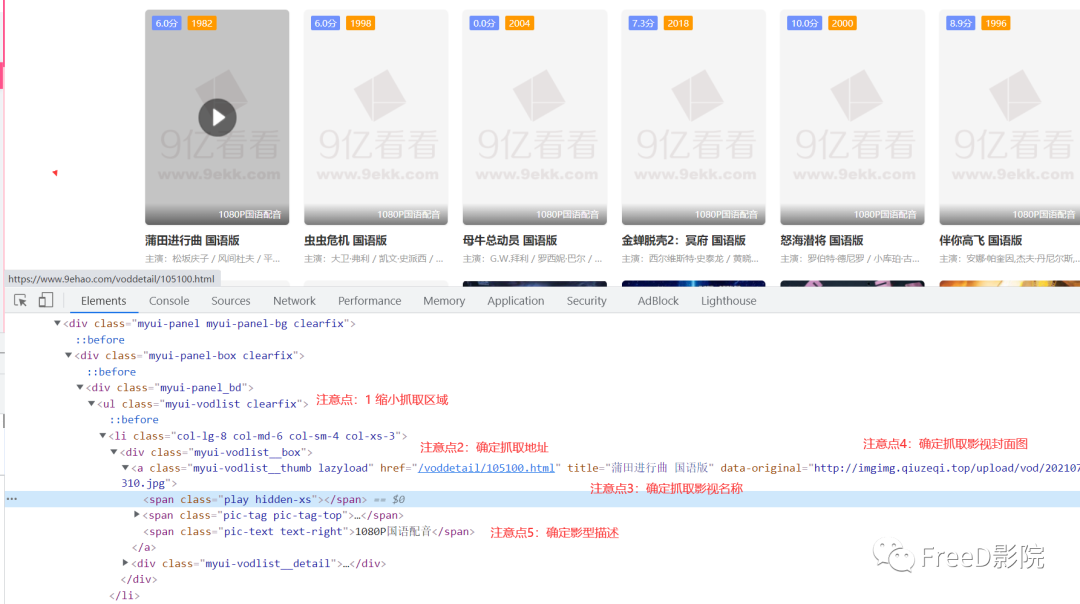 6.0分 1982 6.0分 1998 0.0分 2004 7.3分 2018 10.0分 2000 8.9分 1996
9亿看看 9亿看看 9亿看看 9亿看看 9亿看看 9亿看看
www.9ekk.com www.9ekk.com www.9ekk.com www.9ekk.com www.9ekk.com www.9ekk.com
1080P国语配音 1080P国语配音 1080P国语配音 1080P国语配音 1080P国语配音 1080P国语配音
蒲田进行曲 国语版 虫虫危机 国语版 母牛总动员 国语版 金蝉脱壳2：冥府 国语版 怒海潜将 国语版 伴你高飞 国语版
主演：松坂庆子 / 风间杜夫 / 平... 主演：大卫·弗利 / 凯文·史派西 / ... 主演：G.W.拜利 / 罗西妮·巴尔 / ... 主演：西尔维斯特·史泰龙 / 黄晓... 主演：罗伯特·德尼罗 / 小库珀·古... 主演：安娜·帕奎因,杰夫·丹尼尔斯,...
https://www.9ehao.com/voddetail/105100.html
Elements Console Sources Network Performance Memory Application Security AdBlock Lighthouse
▼<div class="myui-panel myui-panel-bg clearfix">
::before
▼<div class="myui-panel-box clearfix">
::before
▼<div class="myui-panel_bd">
▼<ul class="myui-vodlist clearfix"> 注意点：1 缩小抓取区域
::before
▼<li class="col-lg-8 col-md-6 col-sm-4 col-xs-3">
▼<div class="myui-vodlist__box"> 注意点2：确定抓取地址 注意点4：确定抓取影视封面图
▼<a class="myui-vodlist__thumb lazyload" href="/voddetail/105100.html" title="蒲田进行曲 国语版" data-original="http://imgimg.qiuzeqi.top/upload/vod/202107
310.jpg"> 注意点3：确定抓取影视名称
<span class="play hidden-xs"></span> == $0
▶<span class="pic-tag pic-tag-top">…</span>
<span class="pic-text text-right">1080P国语配音</span> 注意点5：确定影型描述
</a>
▶<div class="myui-vodlist__detail">…</div>
</div>
</li>
FreeD影院